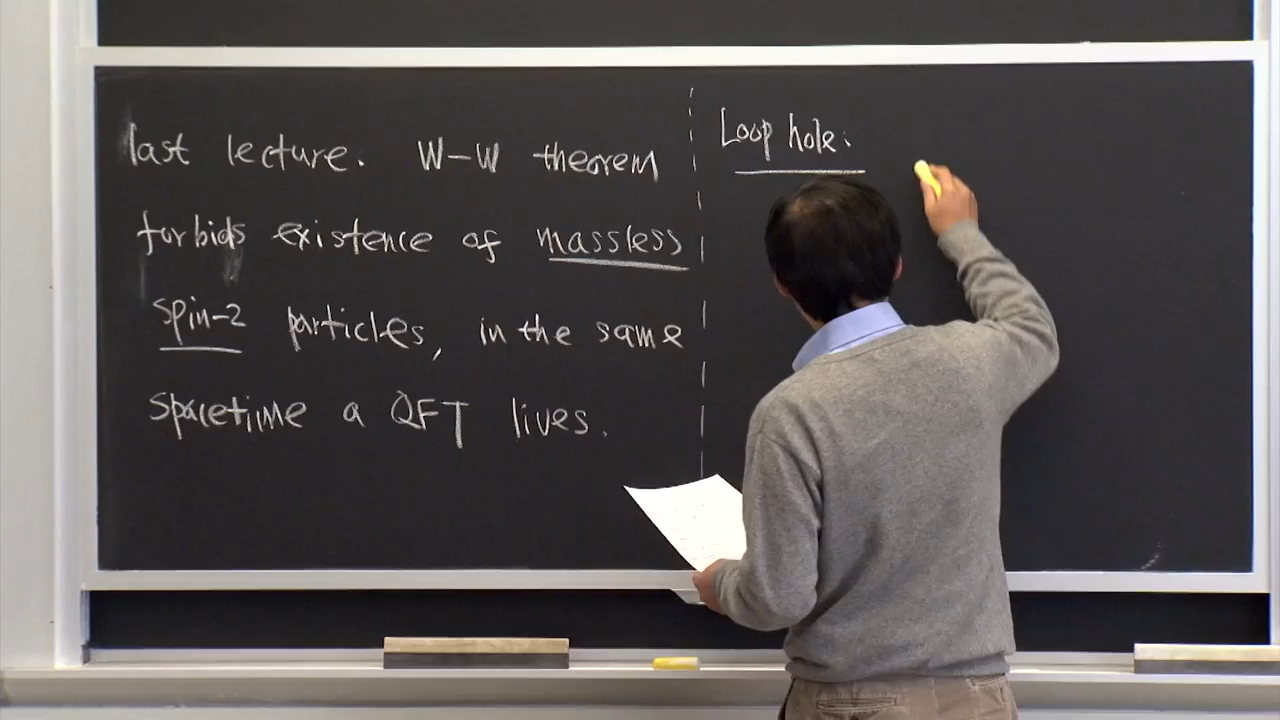 last lecture. W-W theorem
forbids existence of massless
spin-2 particles, in the same
spacetime a QFT lives.
Loop hole: